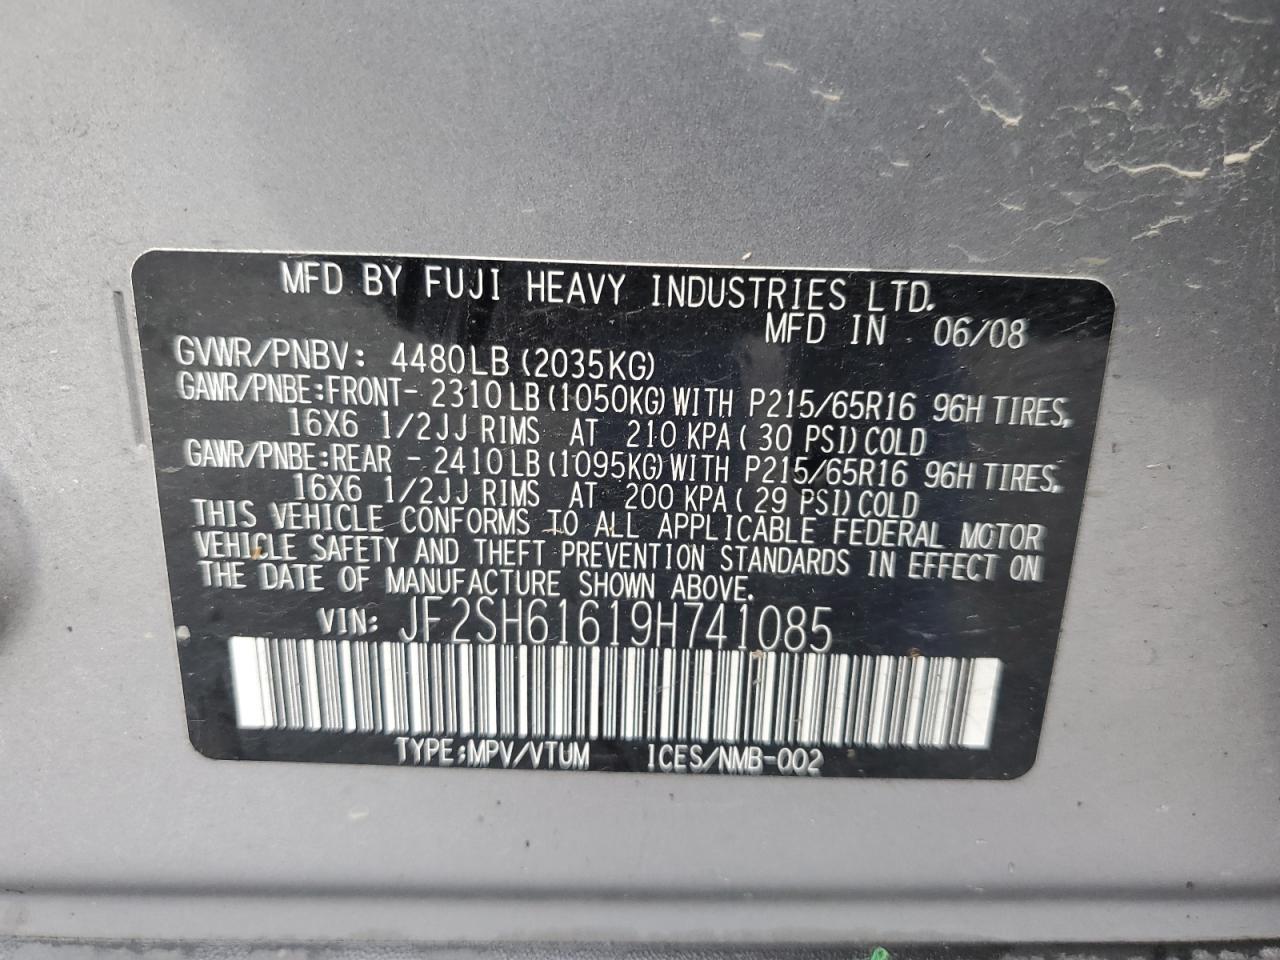 MFD BY FUJI HEAVY INDUSTRIES LTD.
MFD IN 06/08
GVWR/PNBV: 4480LB (2035KG)
GAWR/PNBE:FRONT- 2310LB (1050KG) WITH P215/65R16 96H TIRES,
16X6 1/2JJ RIMS AT 210 KPA ( 30 PSI) COLD
GAWR/PNBE:REAR - 2410LB (1095KG) WITH P215/65R16 96H TIRES,
16X6 1/2JJ RIMS AT 200 KPA ( 29 PSI) COLD
THIS VEHICLE CONFORMS TO ALL APPLICABLE FEDERAL MOTOR
VEHICLE SAFETY AND THEFT PREVENTION STANDARDS IN EFFECT ON
THE DATE OF MANUFACTURE SHOWN ABOVE.
VIN: JF2SH61619H741085
TYPE:MPV/VTUM ICES/NMB-002